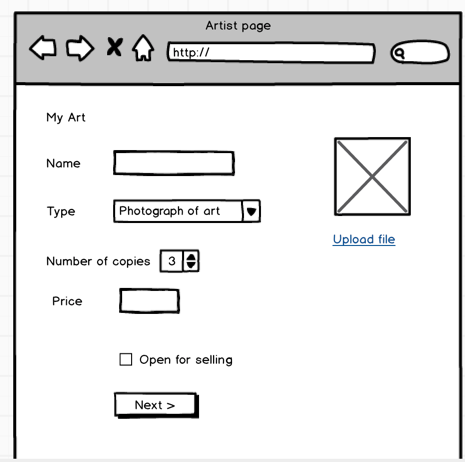 Artist page
http://
My Art
Name
Type
Photograph of art
Upload file
Number of copies
3
Price
Open for selling
Next >